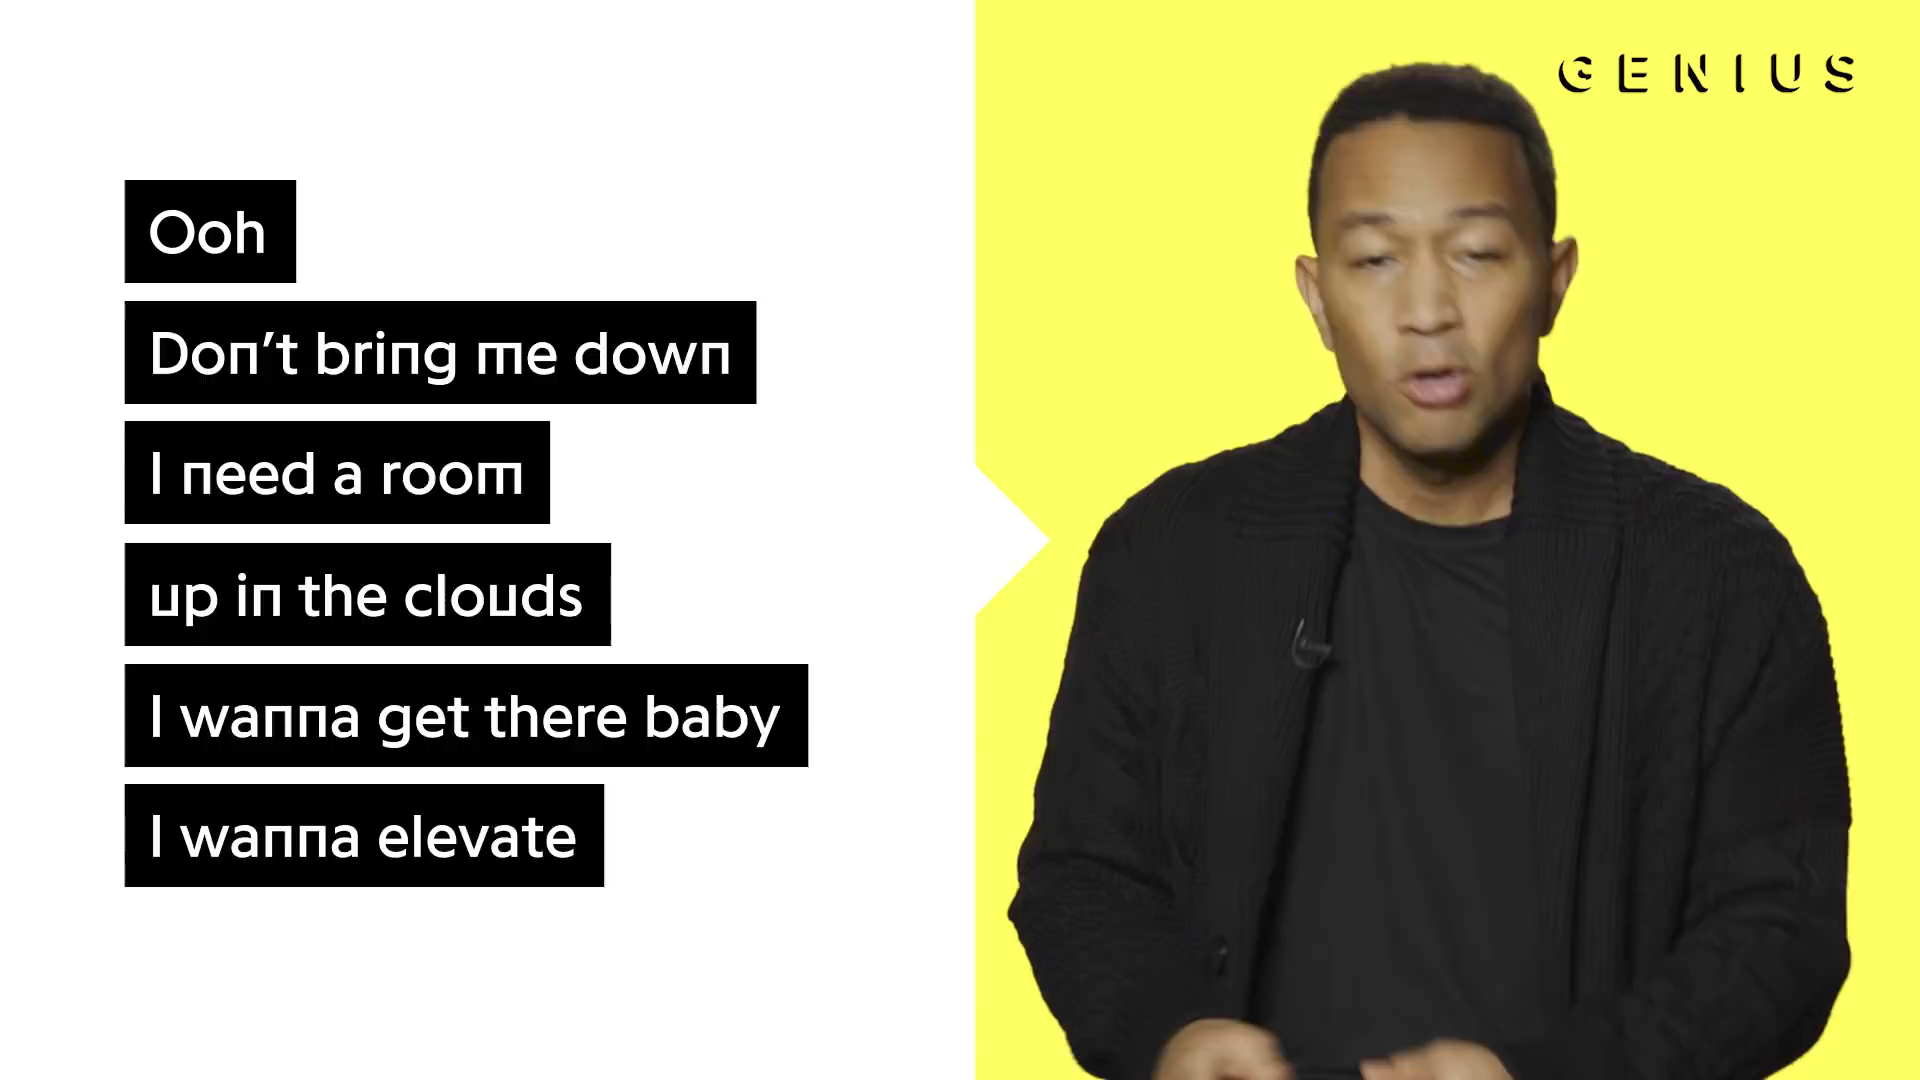 GENIUS
Ooh
Don’t bring me down
I need a room
up in the clouds
I wanna get there baby
I wanna elevate